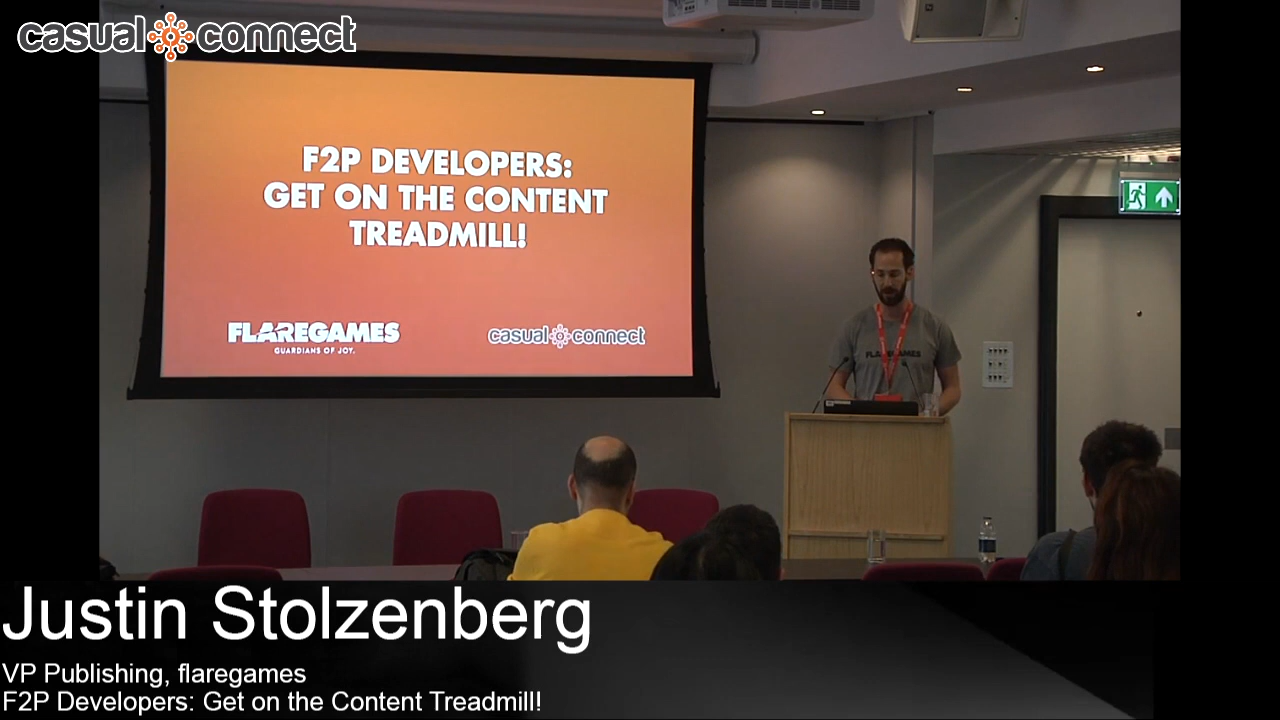 casual connect
F2P DEVELOPERS:
GET ON THE CONTENT
TREADMILL!
FLAREGAMES
GUARDIANS OF JOY.
casual connect
FLAREGAMES
Justin Stolzenberg
VP Publishing, flaregames
F2P Developers: Get on the Content Treadmill!